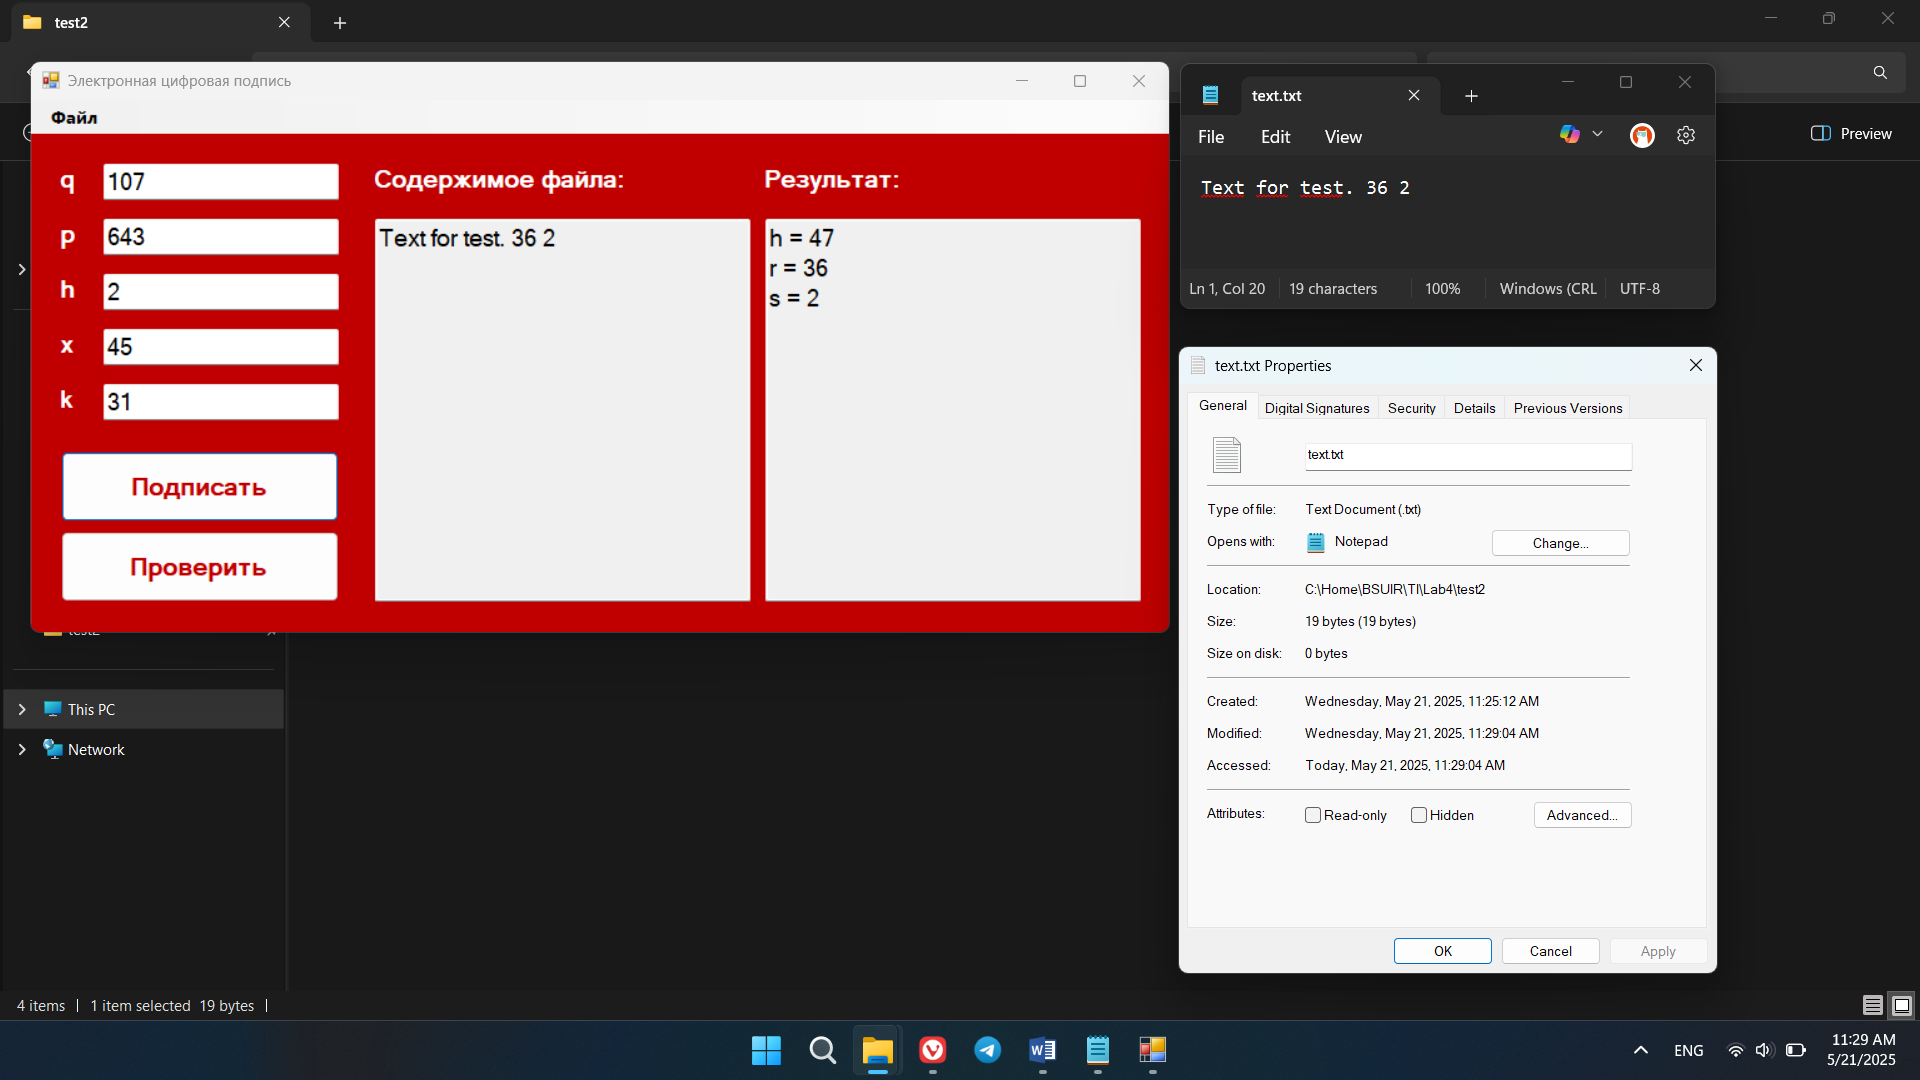 test2
Электронная цифровая подпись
Файл
q
107
p
643
h
2
x
45
k
31
Подписать
Проверить
Содержимое файла:
Text for test. 36 2
Результат:
h = 47
r = 36
s = 2
text.txt
File
Edit
View
Text for test. 36 2
Ln 1, Col 20
19 characters
100%
Windows (CRL
UTF-8
Preview
text.txt Properties
General
Digital Signatures
Security
Details
Previous Versions
text.txt
Type of file: Text Document (.txt)
Opens with: Notepad
Change...
Location: C:\Home\BSUIR\TI\Lab4\test2
Size: 19 bytes (19 bytes)
Size on disk: 0 bytes
Created: Wednesday, May 21, 2025, 11:25:12 AM
Modified: Wednesday, May 21, 2025, 11:29:04 AM
Accessed: Today, May 21, 2025, 11:29:04 AM
Attributes: Read-only Hidden
Advanced...
OK
Cancel
Apply
test2
This PC
Network
4 items
1 item selected 19 bytes
ENG
11:29 AM
5/21/2025